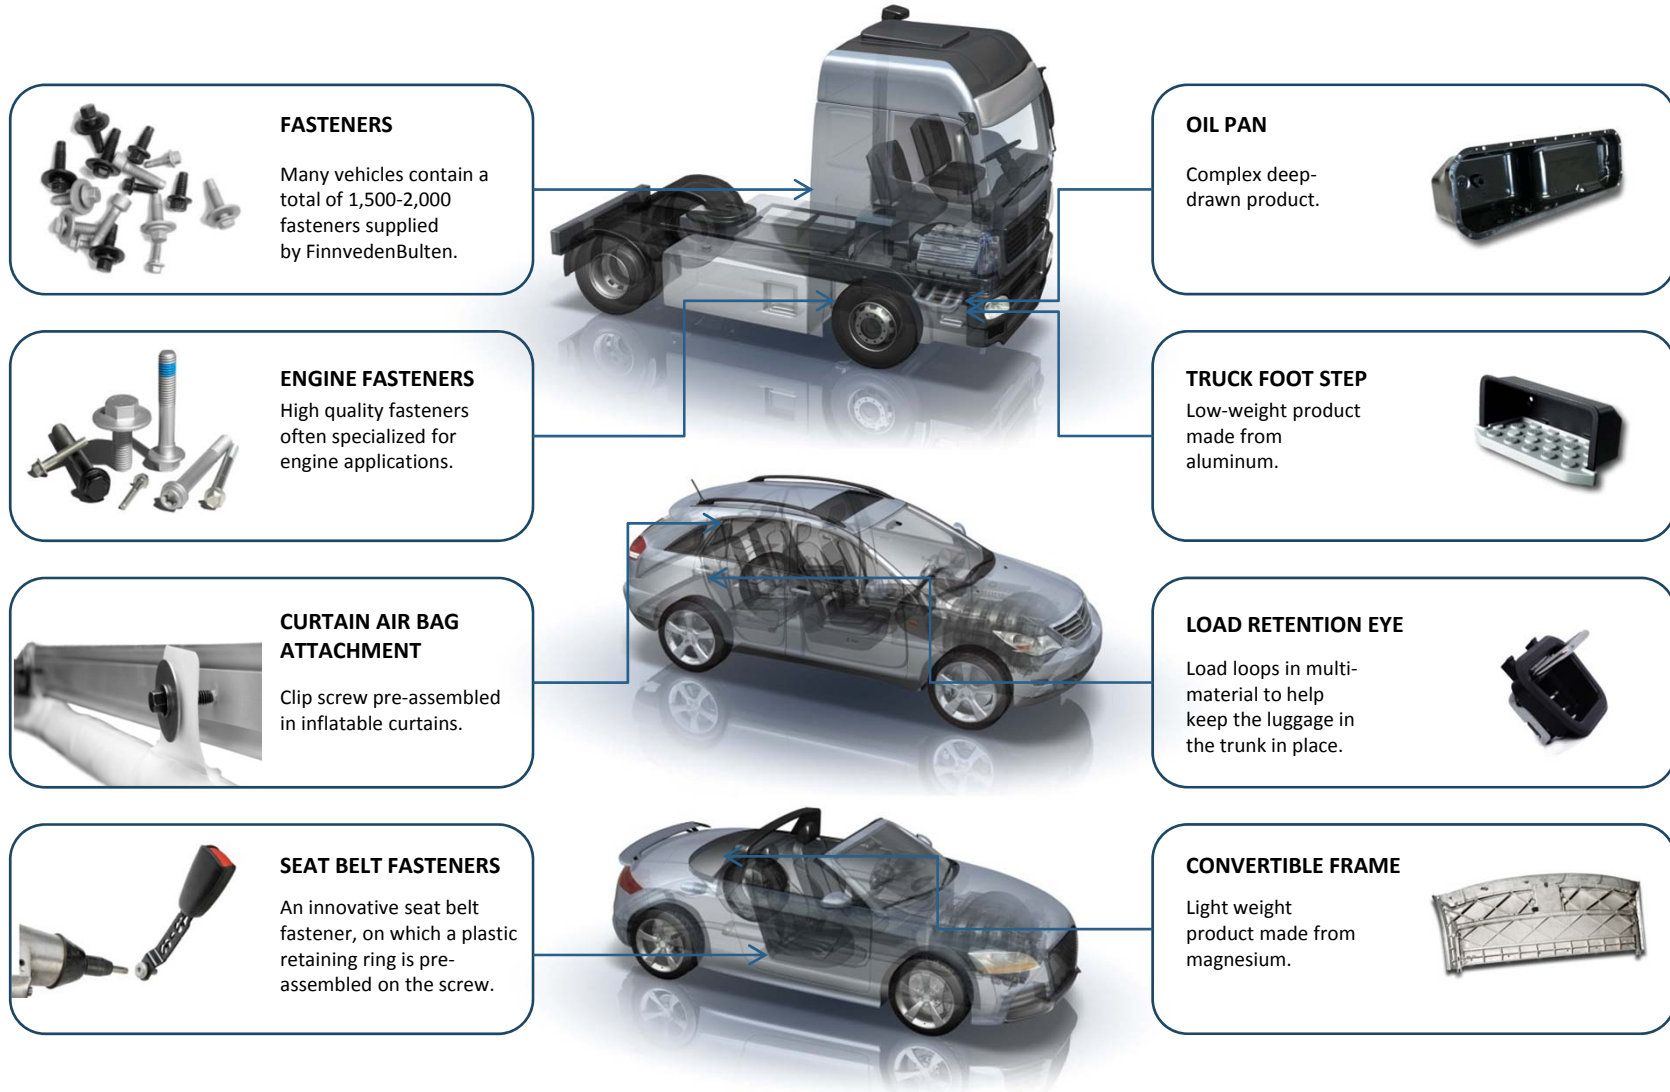 FASTENERS
Many vehicles contain a
total of 1,500-2,000
fasteners supplied
by FinnvedenBulten.
ENGINE FASTENERS
High quality fasteners
often specialized for
engine applications.
CURTAIN AIR BAG
ATTACHMENT
Clip screw pre-assembled
in inflatable curtains.
SEAT BELT FASTENERS
An innovative seat belt
fastener, on which a plastic
retaining ring is pre-
assembled on the screw.
OIL PAN
Complex deep-
drawn product.
TRUCK FOOT STEP
Low-weight product
made from
aluminum.
LOAD RETENTION EYE
Load loops in multi-
material to help
keep the luggage in
the trunk in place.
CONVERTIBLE FRAME
Light weight
product made from
magnesium.